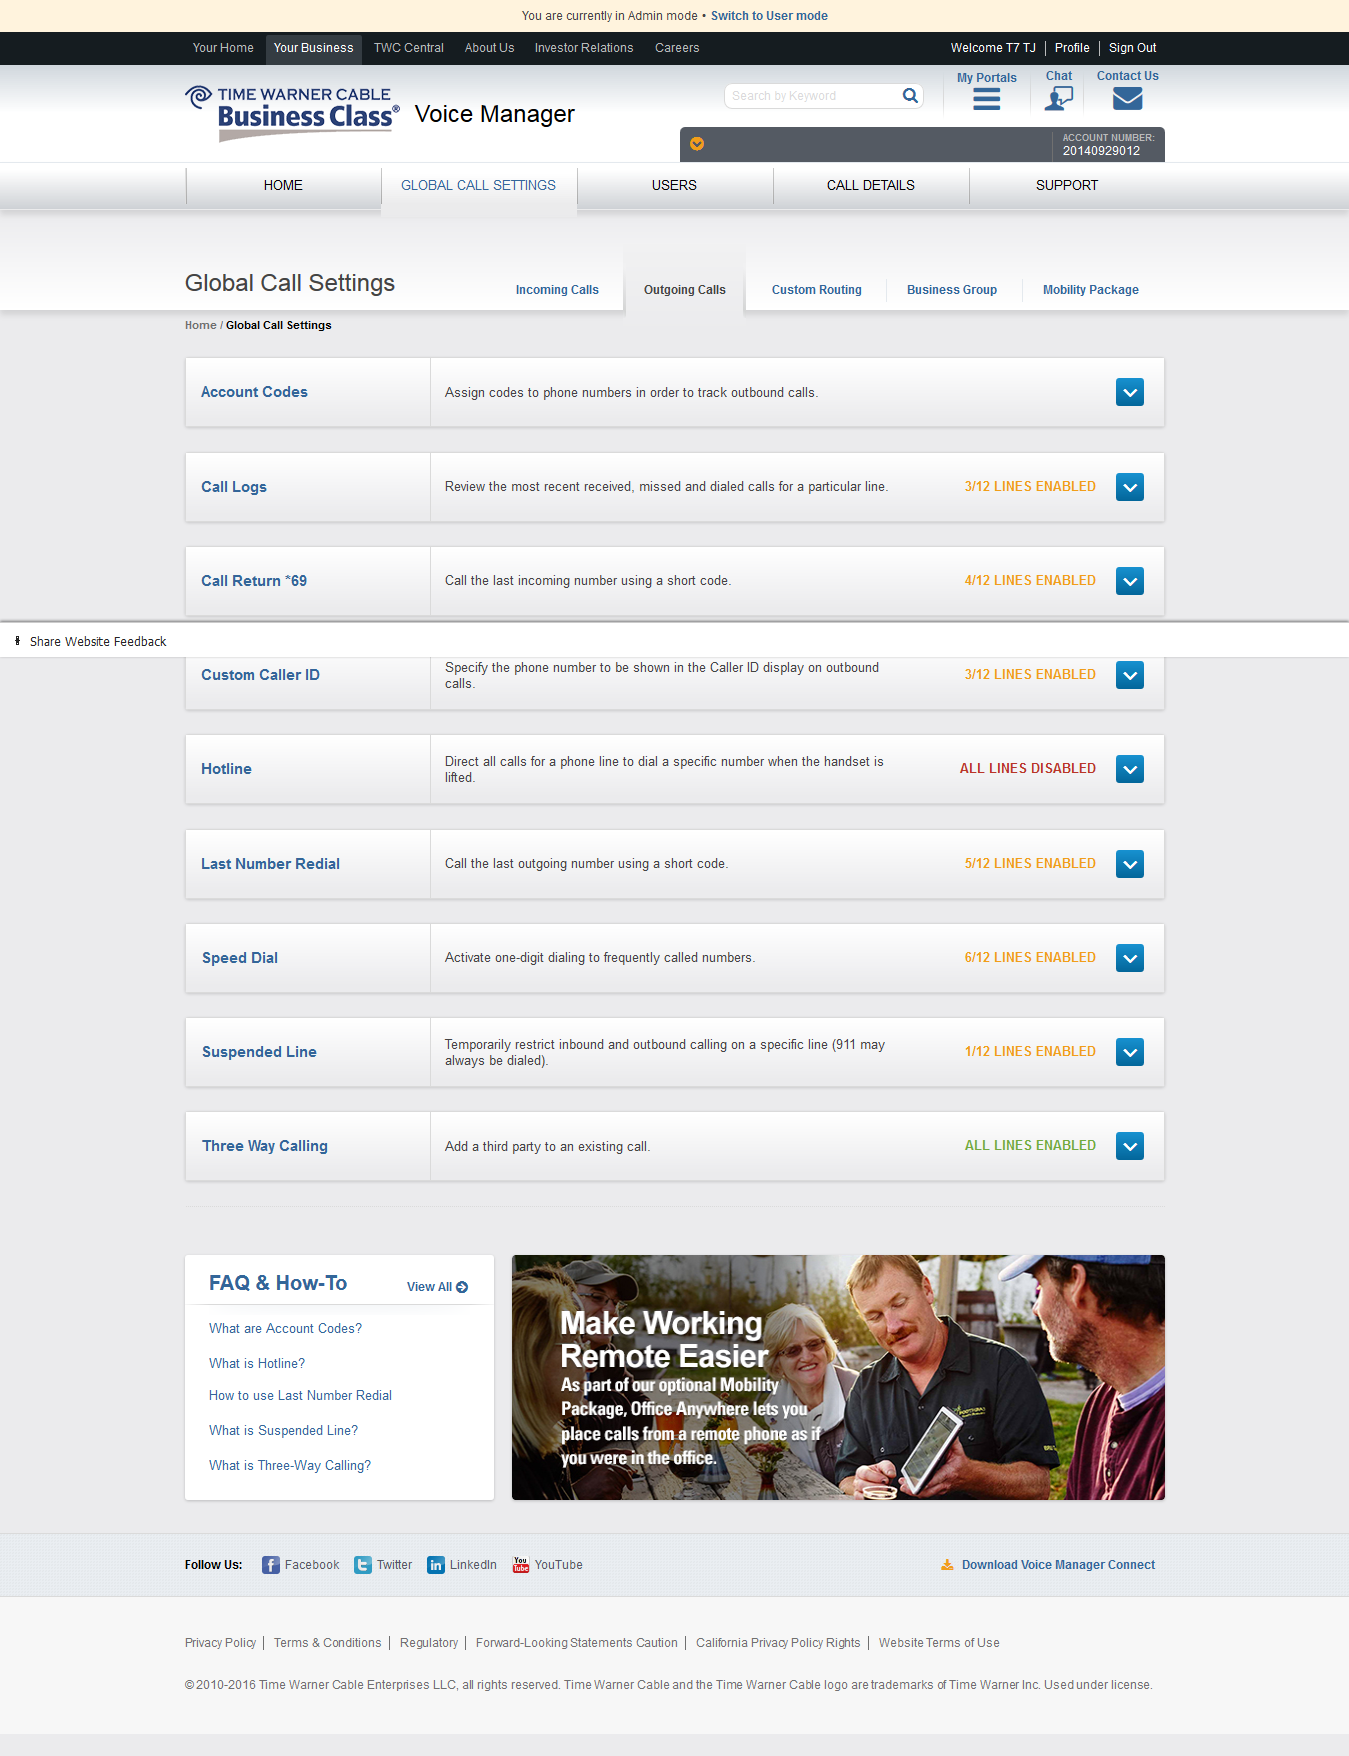 You are currently in Admin mode • Switch to User mode
Your Home Your Business TWC Central About Us Investor Relations Careers Welcome T7 TJ Profile Sign Out
TIME WARNER CABLE
Business Class®
Voice Manager
Search by Keyword
My Portals
Chat
Contact Us
ACCOUNT NUMBER:
20140929012
HOME GLOBAL CALL SETTINGS USERS CALL DETAILS SUPPORT
Global Call Settings
Incoming Calls Outgoing Calls Custom Routing Business Group Mobility Package
Home / Global Call Settings
Account Codes
Assign codes to phone numbers in order to track outbound calls.
Call Logs
Review the most recent received, missed and dialed calls for a particular line.
3/12 LINES ENABLED
Call Return *69
Call the last incoming number using a short code.
4/12 LINES ENABLED
Share Website Feedback
Custom Caller ID
Specify the phone number to be shown in the Caller ID display on outbound
calls.
3/12 LINES ENABLED
Hotline
Direct all calls for a phone line to dial a specific number when the handset is
lifted.
ALL LINES DISABLED
Last Number Redial
Call the last outgoing number using a short code.
5/12 LINES ENABLED
Speed Dial
Activate one-digit dialing to frequently called numbers.
6/12 LINES ENABLED
Suspended Line
Temporarily restrict inbound and outbound calling on a specific line (911 may
always be dialed).
1/12 LINES ENABLED
Three Way Calling
Add a third party to an existing call.
ALL LINES ENABLED
FAQ & How-To
View All
What are Account Codes?
What is Hotline?
How to use Last Number Redial
What is Suspended Line?
What is Three-Way Calling?
Make Working
Remote Easier
As part of our optional Mobility
Package, Office Anywhere lets you
place calls from a remote phone as if
you were in the office.
Follow Us: Facebook Twitter LinkedIn YouTube
Download Voice Manager Connect
Privacy Policy Terms & Conditions Regulatory Forward-Looking Statements Caution California Privacy Policy Rights Website Terms of Use
© 2010-2016 Time Warner Cable Enterprises LLC, all rights reserved. Time Warner Cable and the Time Warner Cable logo are trademarks of Time Warner Inc. Used under license.